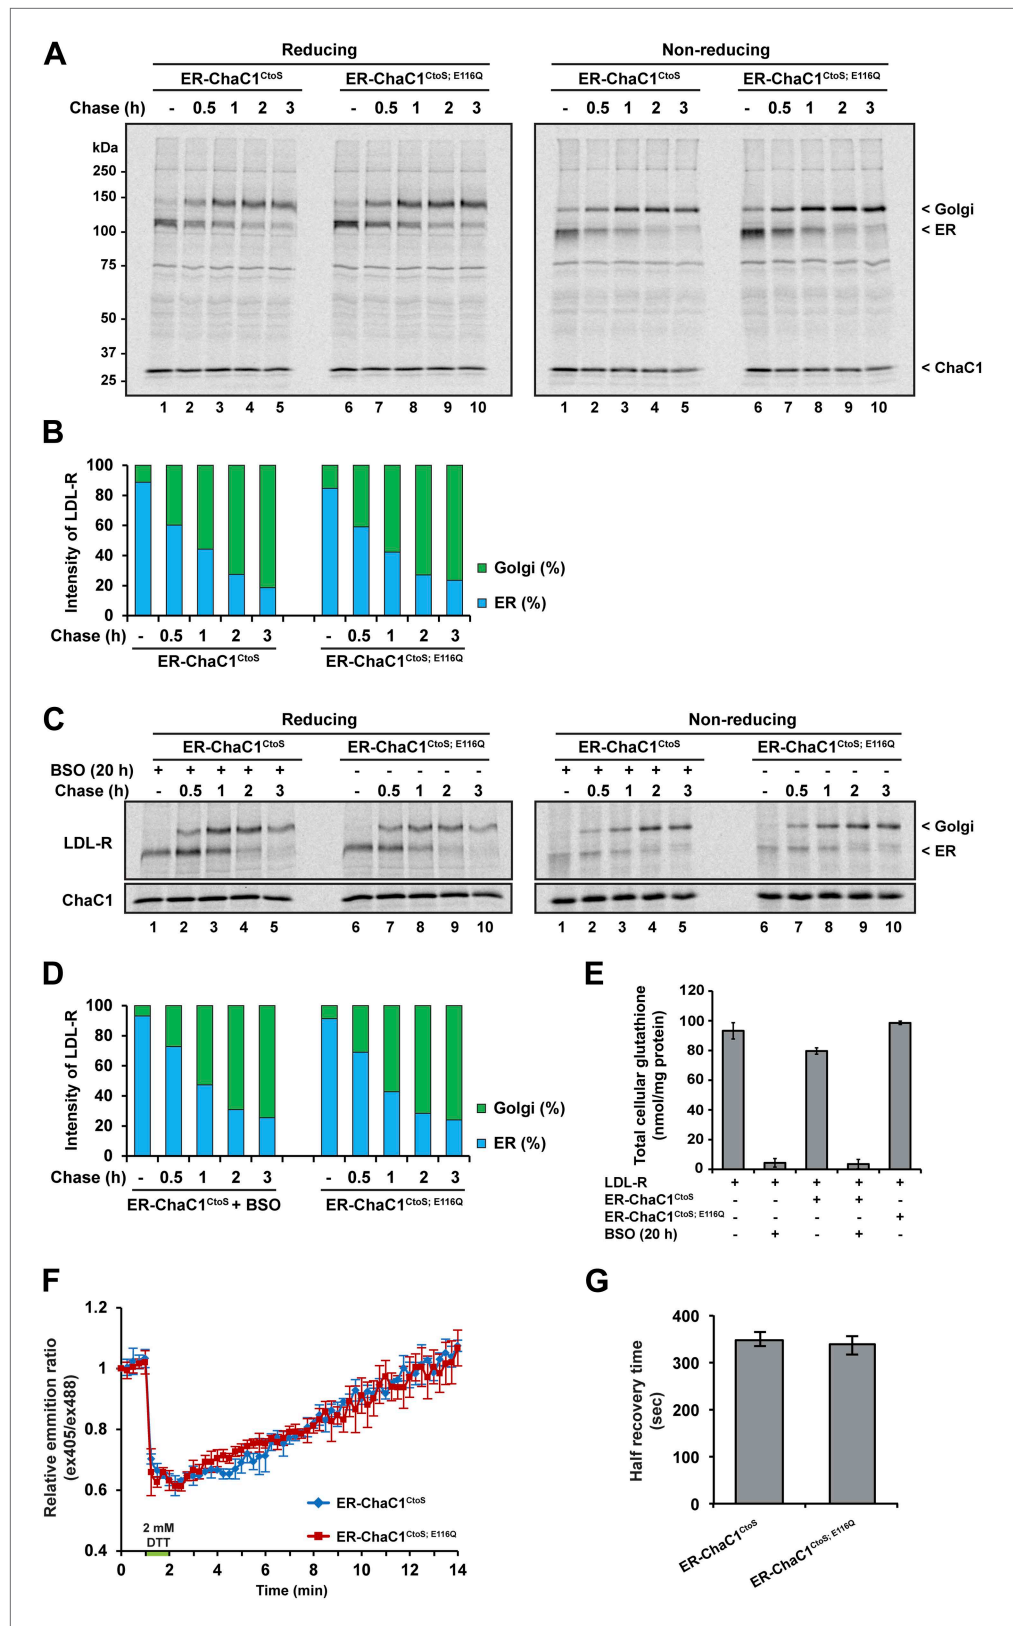 A
Reducing
Non-reducing
ER-ChaC1CtoS
ER-ChaC1CtoS; E116Q
ER-ChaC1CtoS
ER-ChaC1CtoS; E116Q
Chase (h) - 0.5 1 2 3 - 0.5 1 2 3 - 0.5 1 2 3 - 0.5 1 2 3
kDa
250
150
100
75
50
37
25
< Golgi
< ER
< ChaC1
1 2 3 4 5 6 7 8 9 10 1 2 3 4 5 6 7 8 9 10
B
Intensity of LDL-R
100
80
60
40
20
0
Golgi (%)
ER (%)
Chase (h) - 0.5 1 2 3 - 0.5 1 2 3
ER-ChaC1CtoS
ER-ChaC1CtoS; E116Q
C
Reducing
Non-reducing
ER-ChaC1CtoS
ER-ChaC1CtoS; E116Q
ER-ChaC1CtoS
ER-ChaC1CtoS; E116Q
BSO (20 h) + + + + + - - - - - + + + + + - - - - -
Chase (h) - 0.5 1 2 3 - 0.5 1 2 3 - 0.5 1 2 3 - 0.5 1 2 3
LDL-R
< Golgi
< ER
ChaC1
1 2 3 4 5 6 7 8 9 10 1 2 3 4 5 6 7 8 9 10
D
Intensity of LDL-R
100
80
60
40
20
0
Golgi (%)
ER (%)
Chase (h) - 0.5 1 2 3 - 0.5 1 2 3
ER-ChaC1CtoS + BSO
ER-ChaC1CtoS; E116Q
E
Total cellular glutathione
(nmol/mg protein)
120
100
80
60
40
20
0
LDL-R + + + + +
ER-ChaC1CtoS - - + + -
ER-ChaC1CtoS; E116Q - - - - +
BSO (20 h) - + - + -
F
Relative emmition ratio
(ex405/ex488)
1.2
1
0.8
0.6
0.4
2 mM
DTT
ER-ChaC1CtoS
ER-ChaC1CtoS; E116Q
0 2 4 6 8 10 12 14
Time (min)
G
Half recovery time
(sec)
400
300
200
100
0
ER-ChaC1CtoS
ER-ChaC1CtoS; E116Q